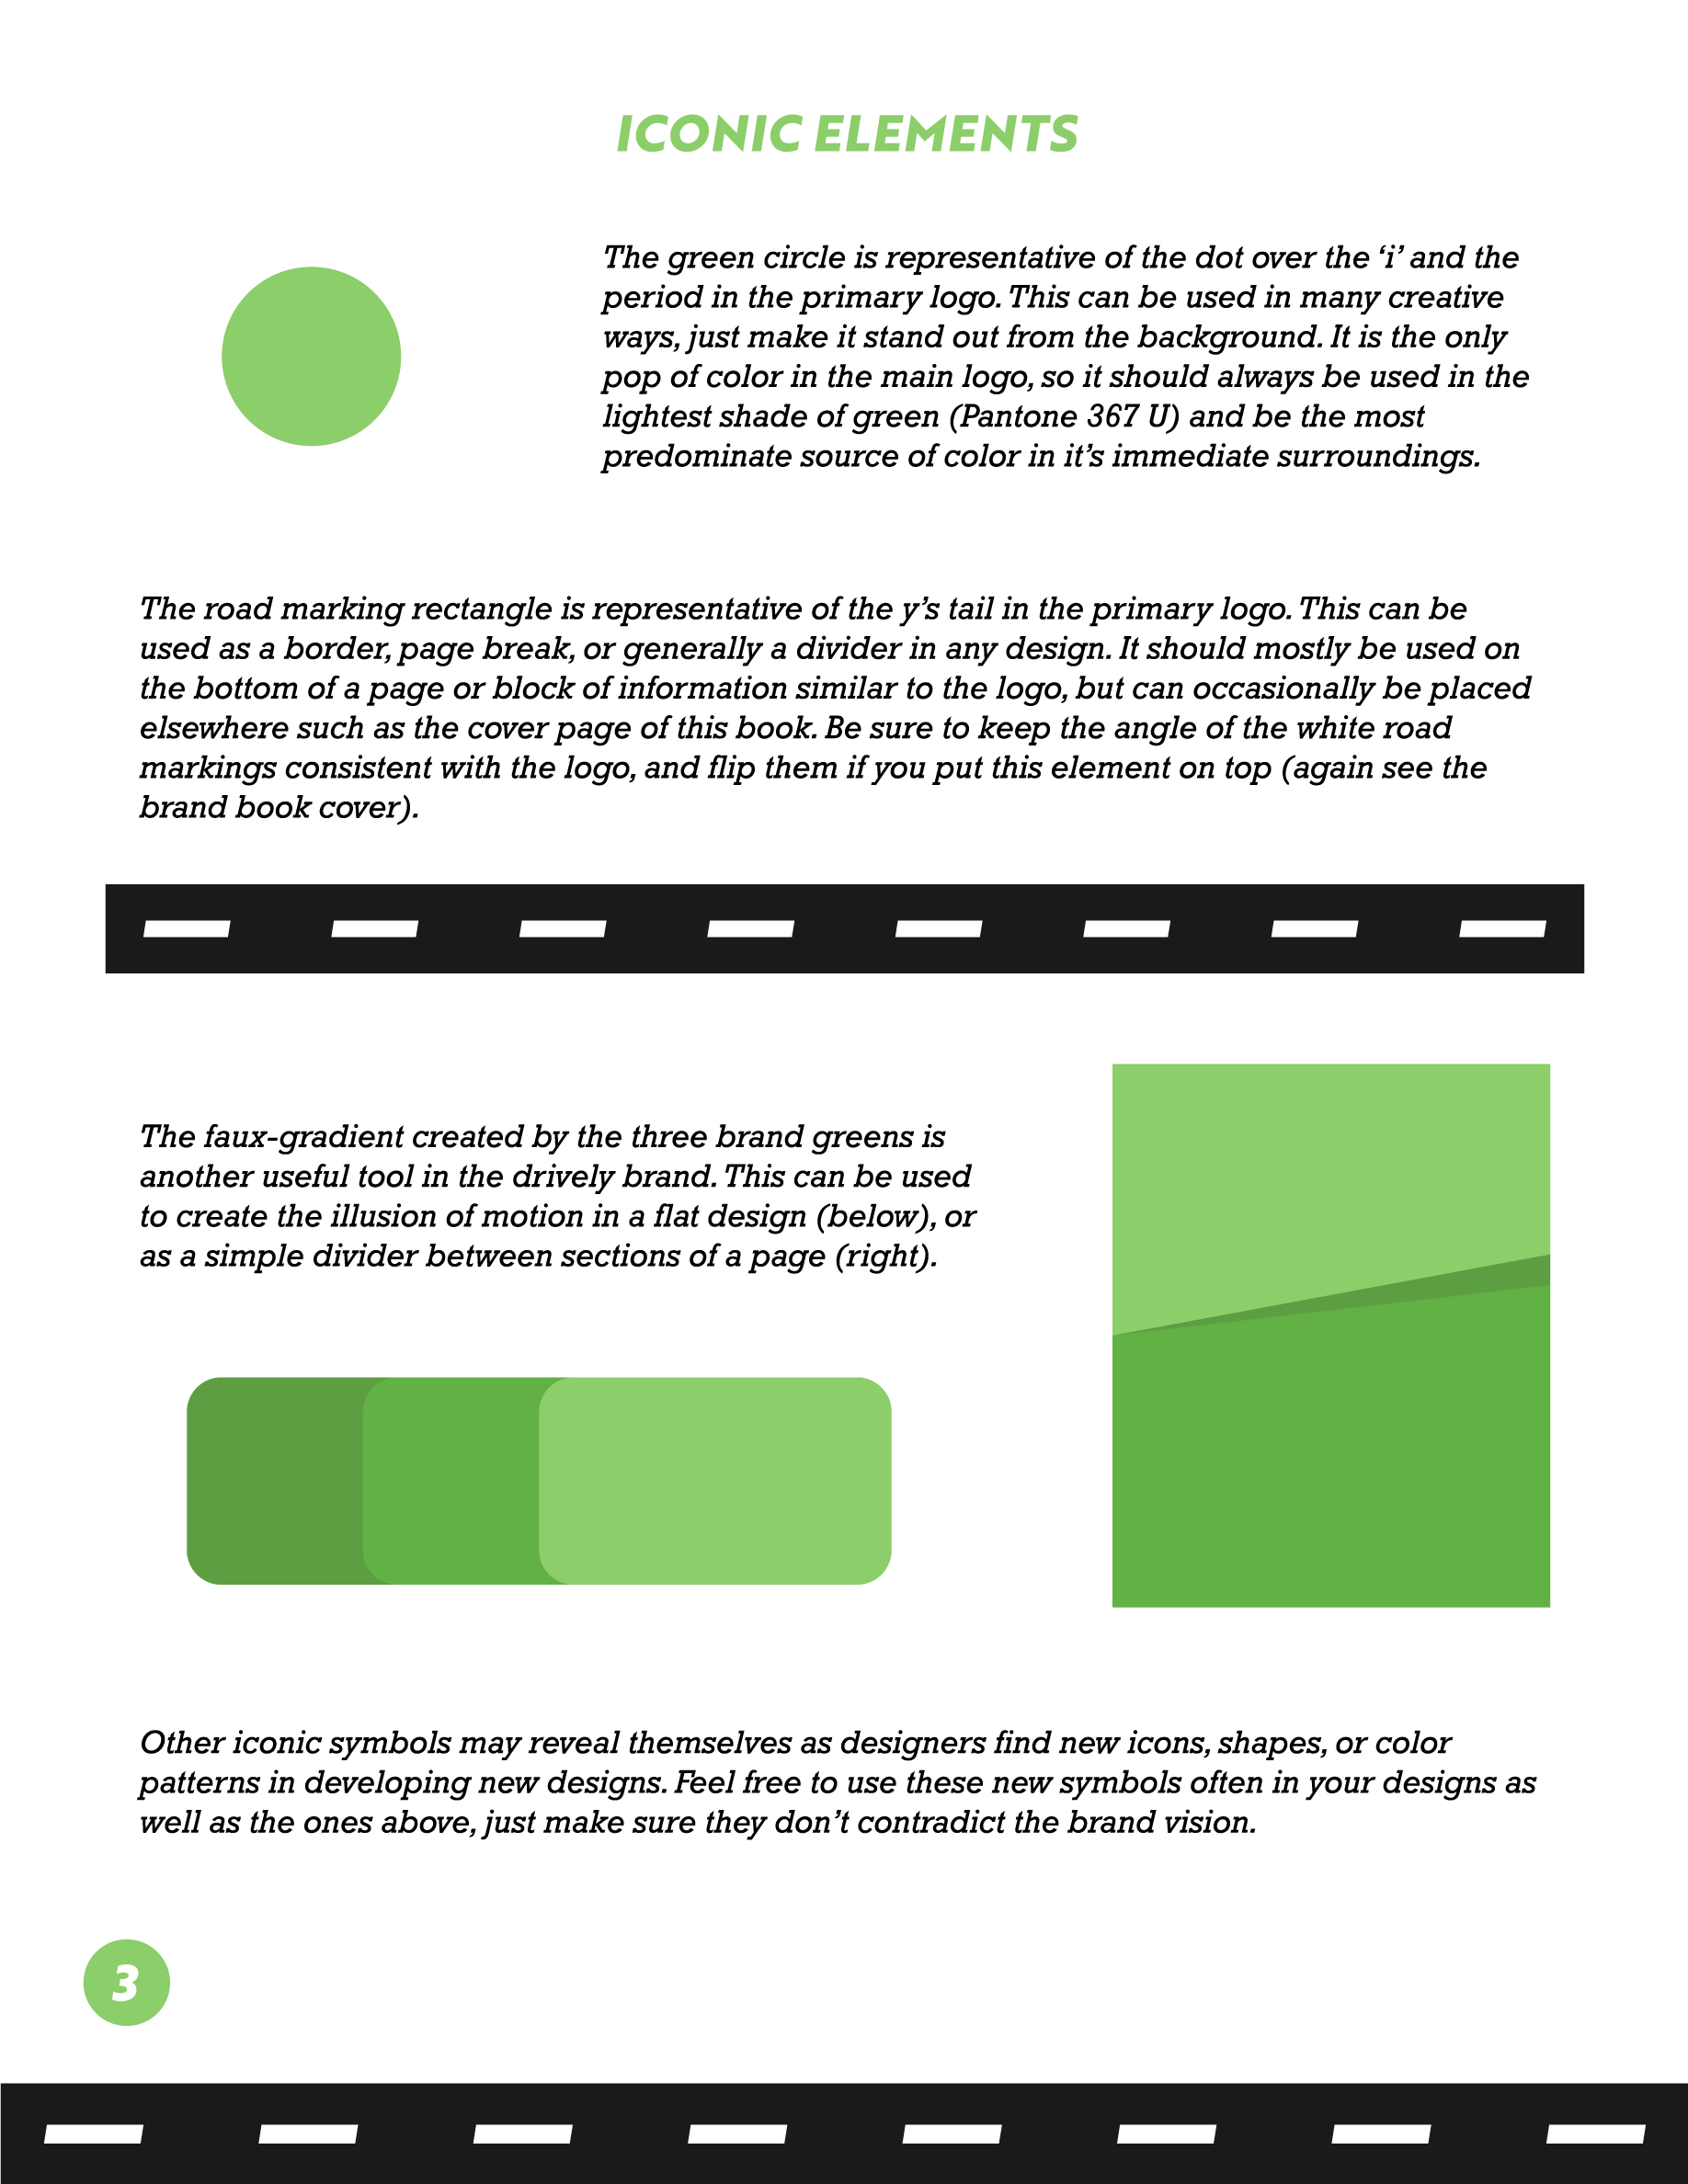 ICONIC ELEMENTS
The green circle is representative of the dot over the ‘i’ and the
period in the primary logo. This can be used in many creative
ways, just make it stand out from the background. It is the only
pop of color in the main logo, so it should always be used in the
lightest shade of green (Pantone 367 U) and be the most
predominate source of color in it’s immediate surroundings.
The road marking rectangle is representative of the y’s tail in the primary logo. This can be
used as a border, page break, or generally a divider in any design. It should mostly be used on
the bottom of a page or block of information similar to the logo, but can occasionally be placed
elsewhere such as the cover page of this book. Be sure to keep the angle of the white road
markings consistent with the logo, and flip them if you put this element on top (again see the
brand book cover).
The faux-gradient created by the three brand greens is
another useful tool in the drively brand. This can be used
to create the illusion of motion in a flat design (below), or
as a simple divider between sections of a page (right).
Other iconic symbols may reveal themselves as designers find new icons, shapes, or color
patterns in developing new designs. Feel free to use these new symbols often in your designs as
well as the ones above, just make sure they don’t contradict the brand vision.
3